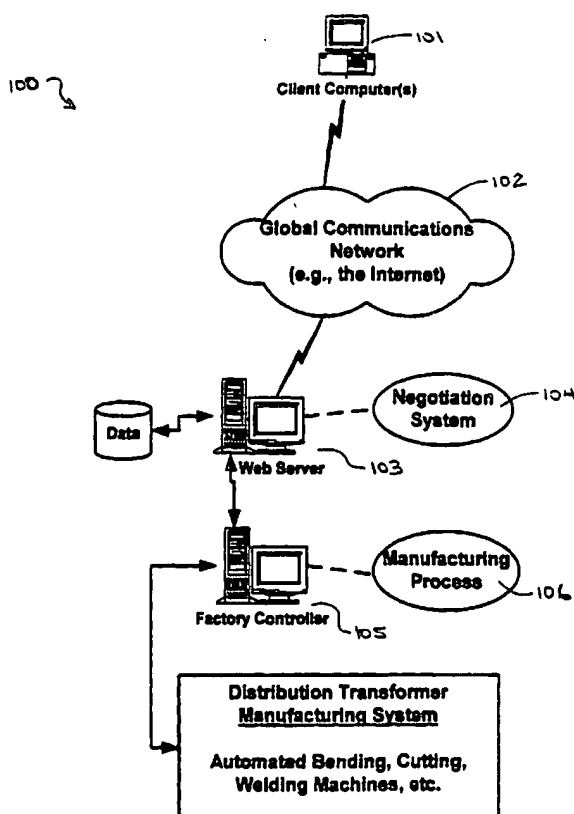 101
100
Client Computer(s)
102
Global Communications
Network
(e.g., the Internet)
Data
Negotiation
System
104
Web Server
103
Manufacturing
Process
106
Factory Controller
105
Distribution Transformer
Manufacturing System
Automated Bending, Cutting,
Welding Machines, etc.